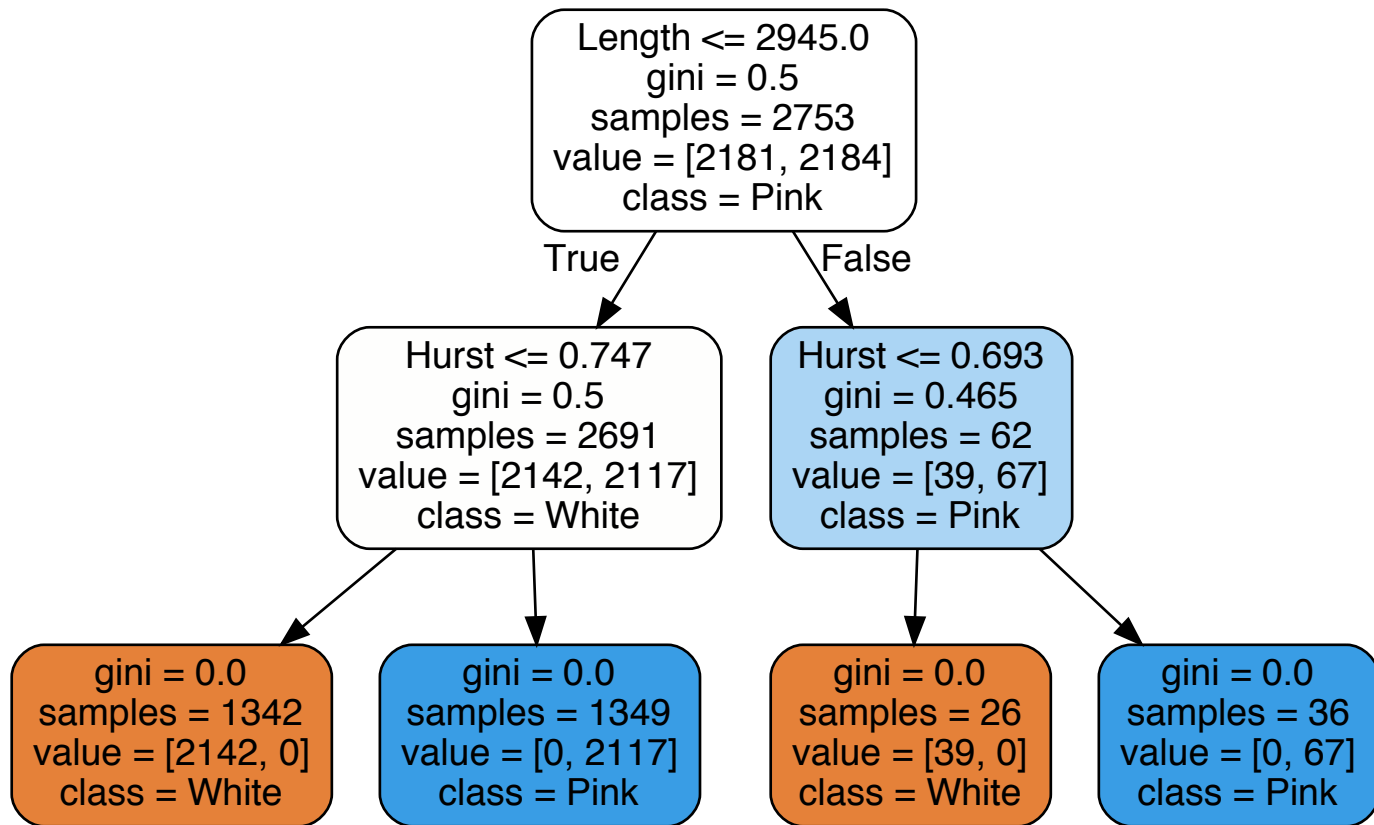 Length <= 2945.0
gini = 0.5
samples = 2753
value = [2181, 2184]
class = Pink
True
False
Hurst <= 0.747
gini = 0.5
samples = 2691
value = [2142, 2117]
class = White
Hurst <= 0.693
gini = 0.465
samples = 62
value = [39, 67]
class = Pink
gini = 0.0
samples = 1342
value = [2142, 0]
class = White
gini = 0.0
samples = 1349
value = [0, 2117]
class = Pink
gini = 0.0
samples = 26
value = [39, 0]
class = White
gini = 0.0
samples = 36
value = [0, 67]
class = Pink